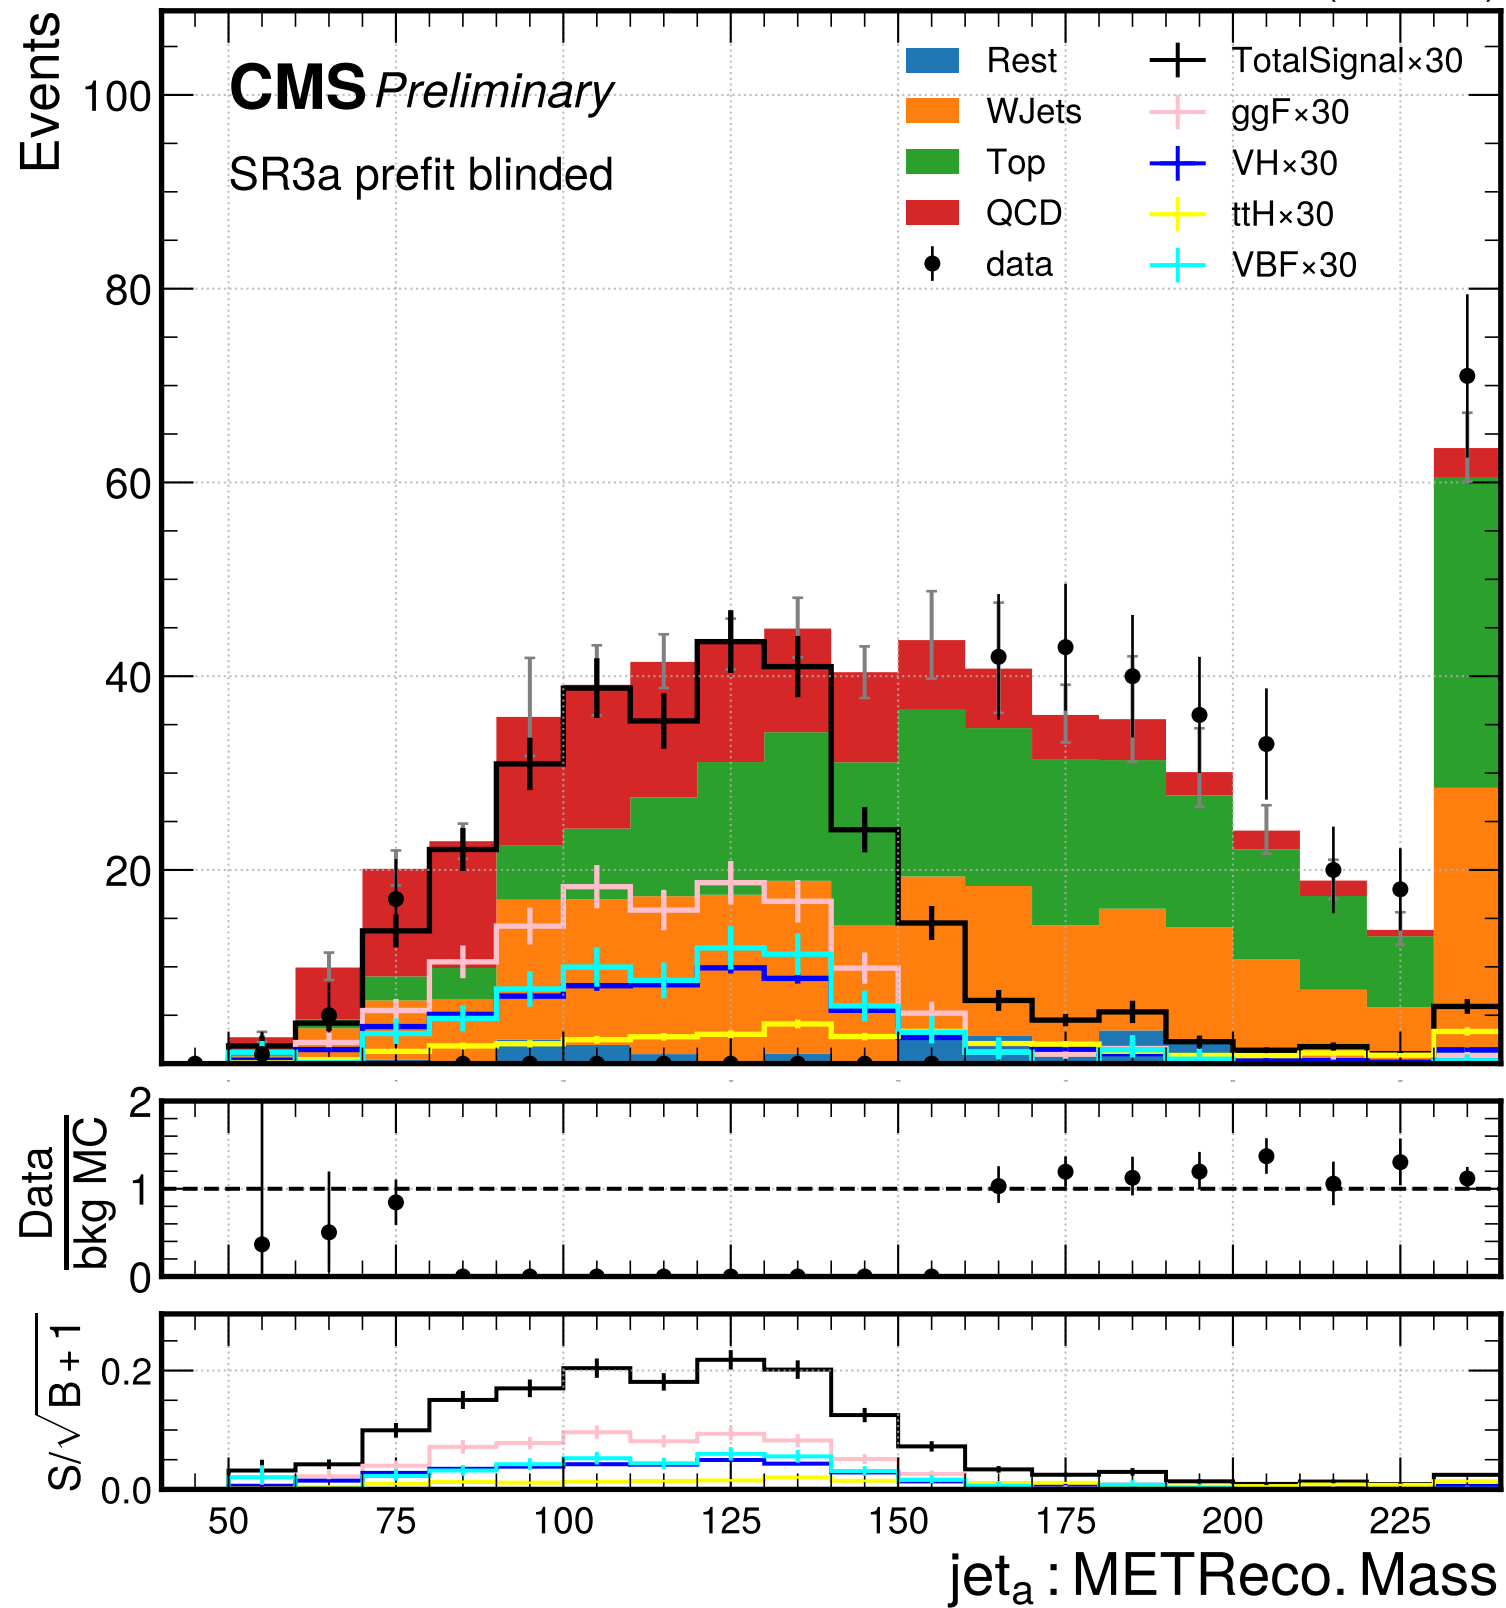 Events
CMS Preliminary
SR3a prefit blinded
Rest
WJets
Top
QCD
data
TotalSignal×30
ggF×30
VH×30
ttH×30
VBF×30
100
80
60
40
20
Data
bkg MC
2
1
0
S/√B + 1
0.2
0.0
50 75 100 125 150 175 200 225
jetₐ : METReco. Mass